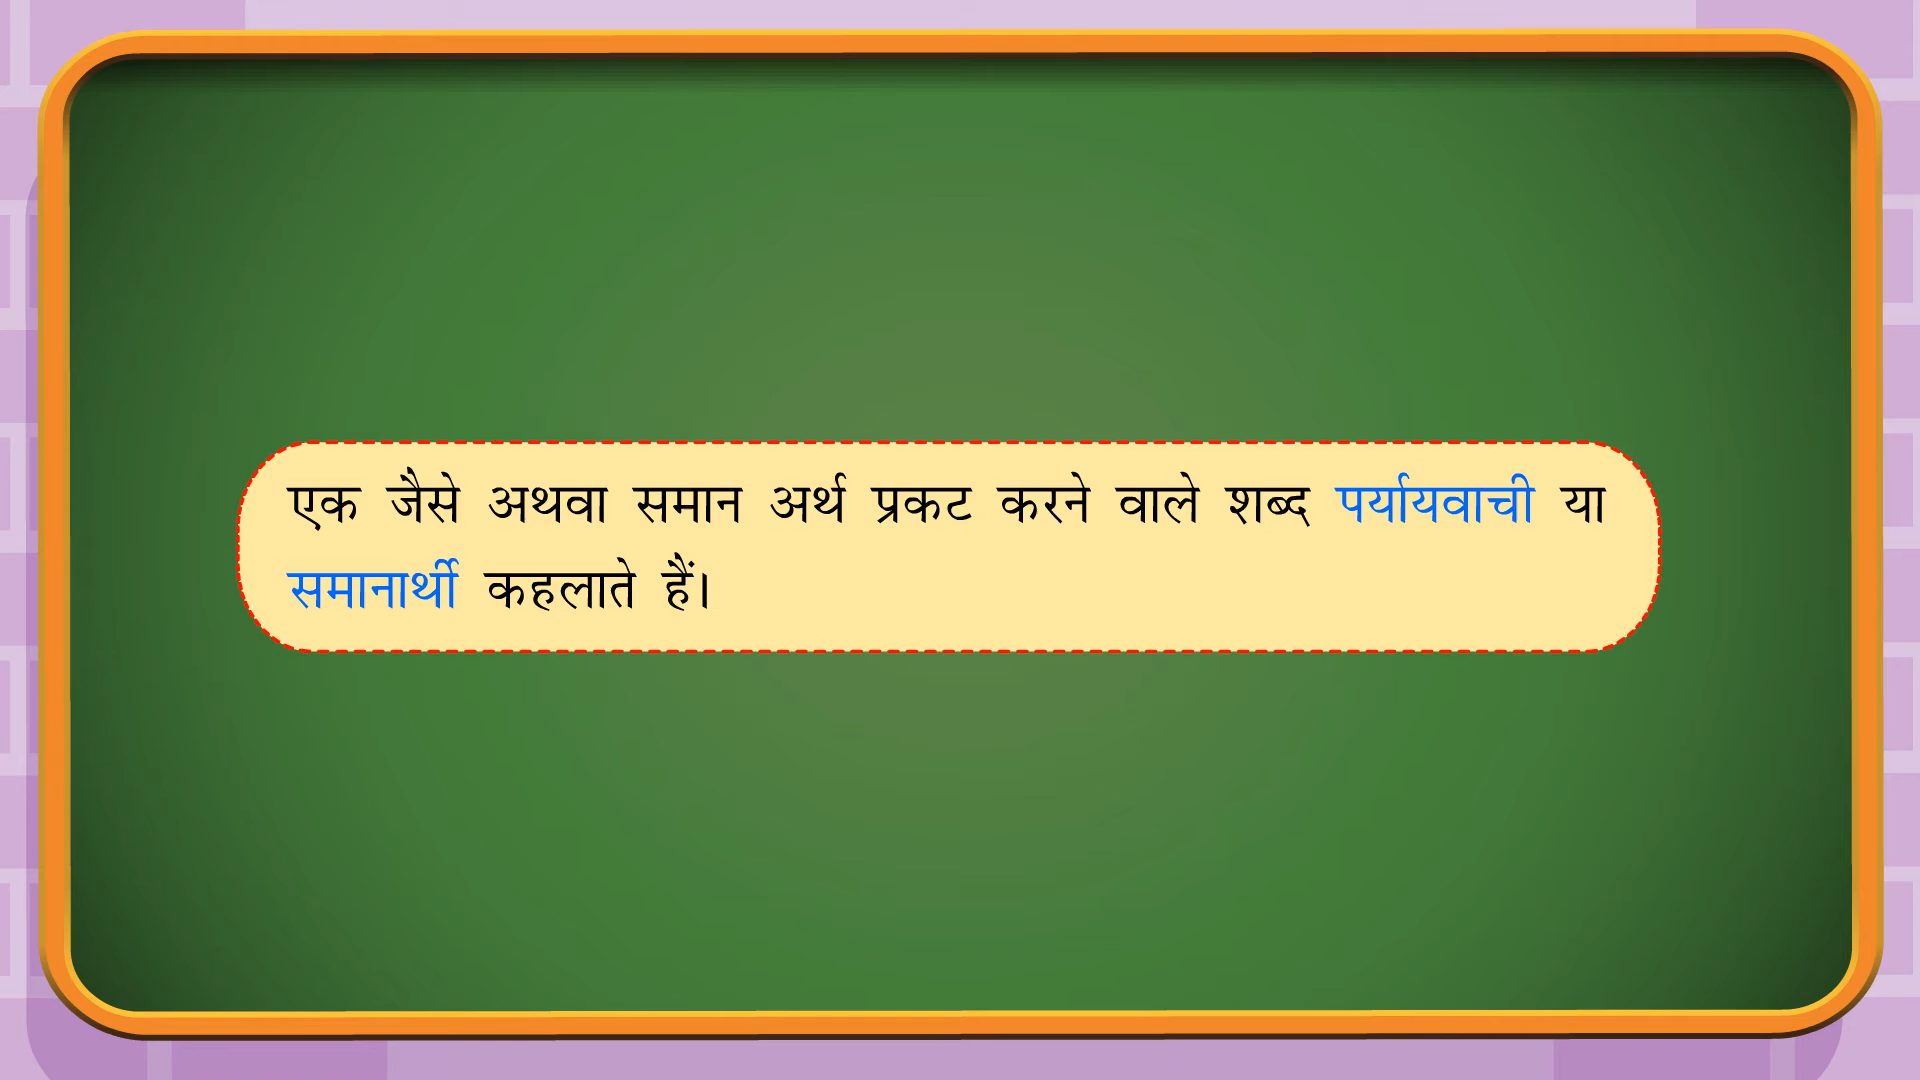 एक जैसे अथवा समान अर्थ प्रकट करने वाले शब्द पर्यायवाची या
समानार्थी कहलाते हैं।